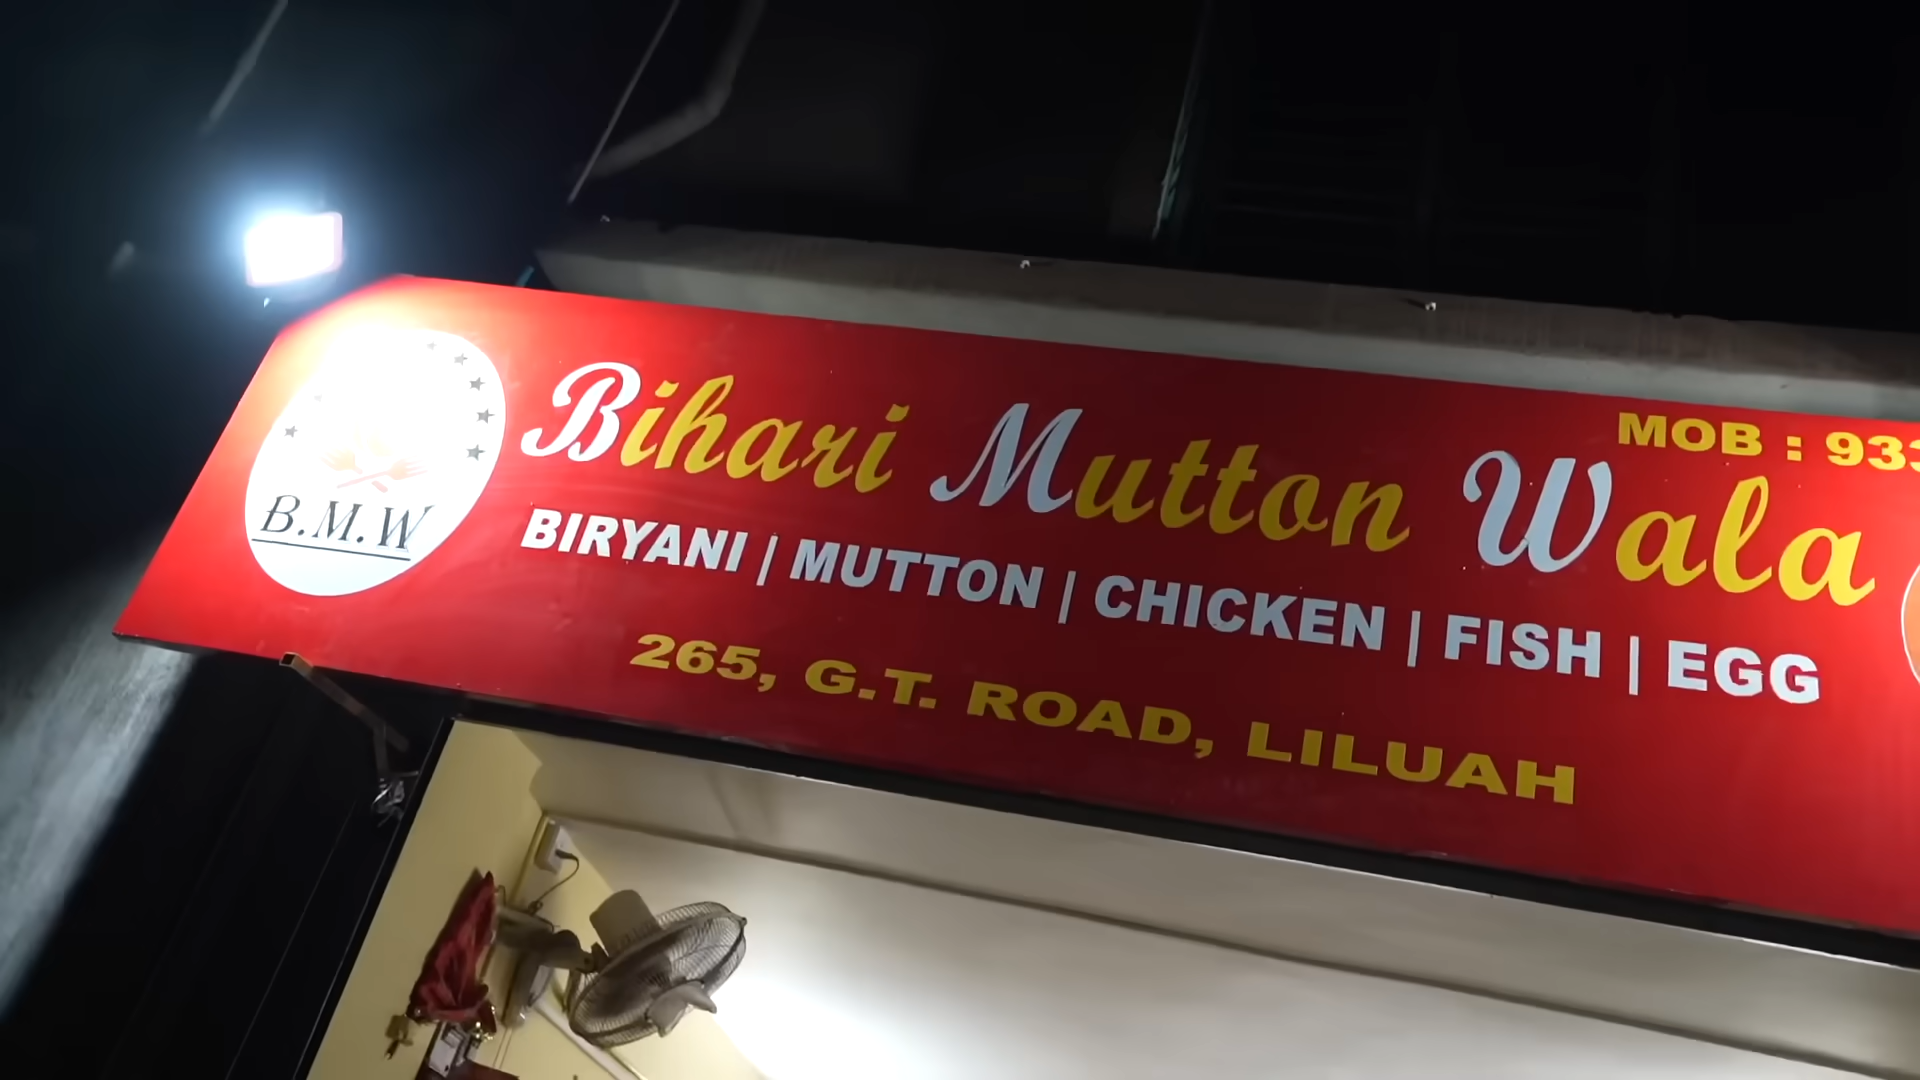 B.M.W
MOB : 933
Bihari Mutton Wala
BIRYANI | MUTTON | CHICKEN | FISH | EGG
265, G.T. ROAD, LILUAH